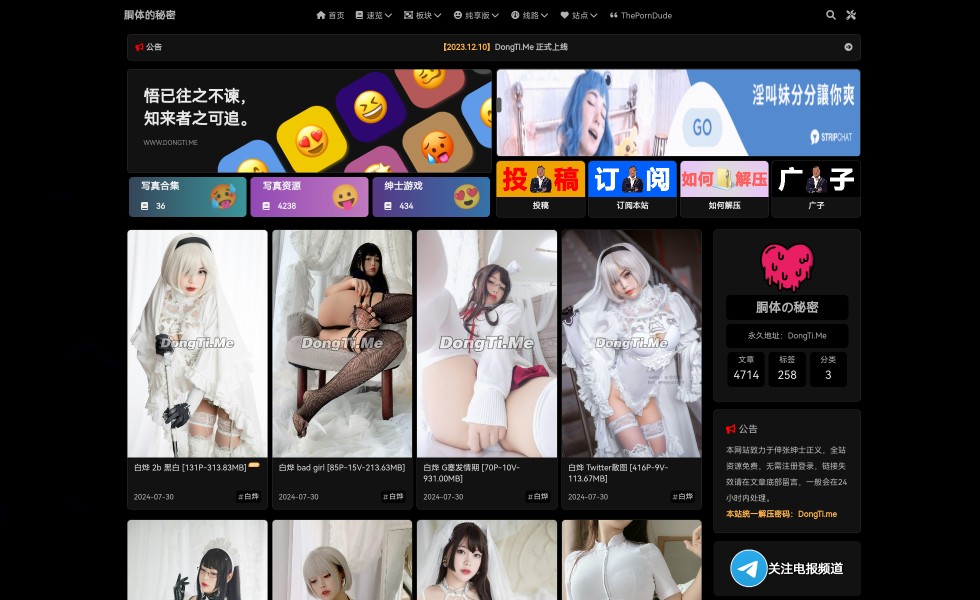 胴体的秘密
首页 速览 板块 纯享版 线路 站点 ThePornDude
公告
【2023.12.10】DongTi.Me 正式上线
悟已往之不谏，
知来者之可追。
WWW.DONGTI.ME
淫叫妹分分讓你爽
GO
STRIPCHAT
写真合集
36
写真资源
4238
绅士游戏
434
投稿
投稿
订阅
订阅本站
如何解压
如何解压
广子
广子
DongTi.Me
DongTi.Me
DongTi.Me
DongTi.Me
白烨 2b 黑白 [131P-313.83MB]
2024-07-30
#白烨
白烨 bad girl [85P-15V-213.63MB]
2024-07-30
#白烨
白烨 G塞发情期 [70P-10V-
931.00MB]
2024-07-30
#白烨
白烨 Twitter散图 [416P-9V-
113.67MB]
2024-07-30
#白烨
胴体の秘密
永久地址：DongTi.Me
文章
4714
标签
258
分类
3
公告
本网站致力于伸张绅士正义，全站
资源免费，无需注册登录，链接失
效请在文章底部留言，一般会在24
小时内处理。
本站统一解压密码：DongTi.me
关注电报频道